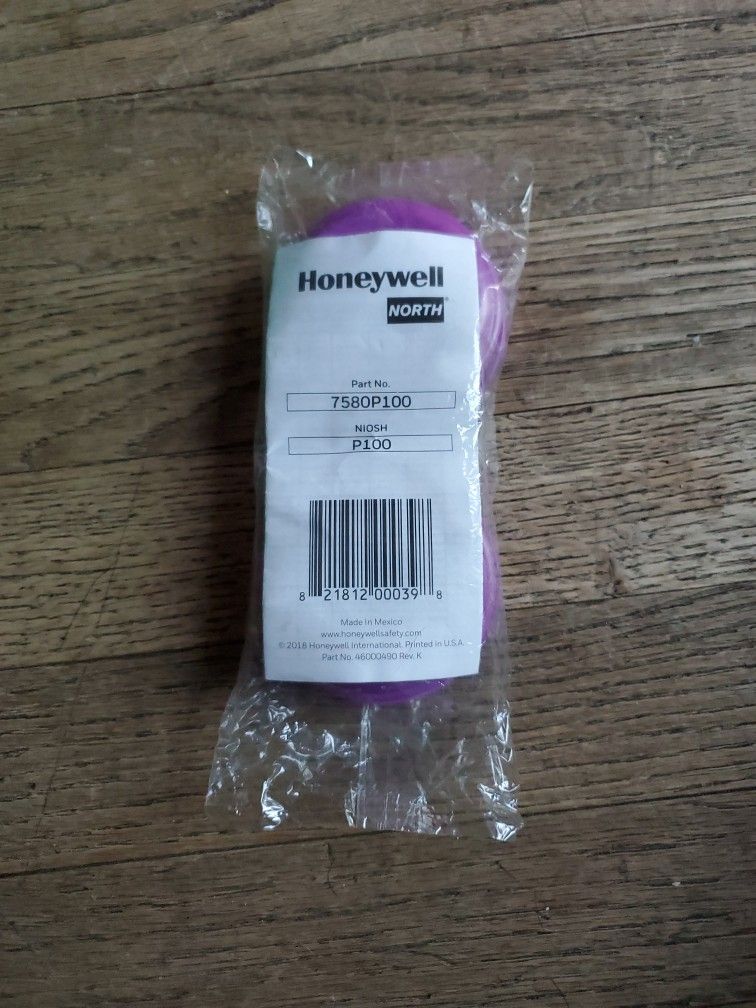 Honeywell
NORTH®
Part No.
7580P100
NIOSH
P100
8 21812 00039 8
Made in Mexico
www.honeywellsafety.com
© 2018 Honeywell International. Printed in U.S.A.
Part No. 46000490 Rev. K